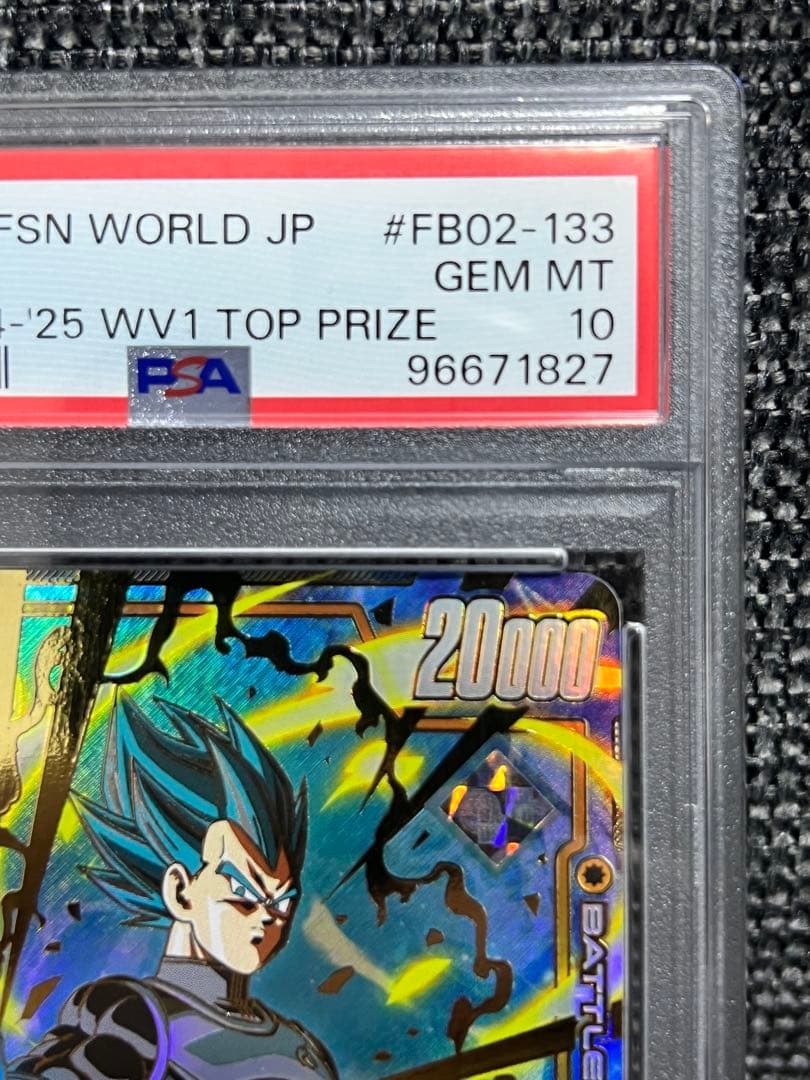 FSN WORLD JP #FB02-133
GEM MT
-'25 WV1 TOP PRIZE 10
PSA 96671827
20000
BATTLE